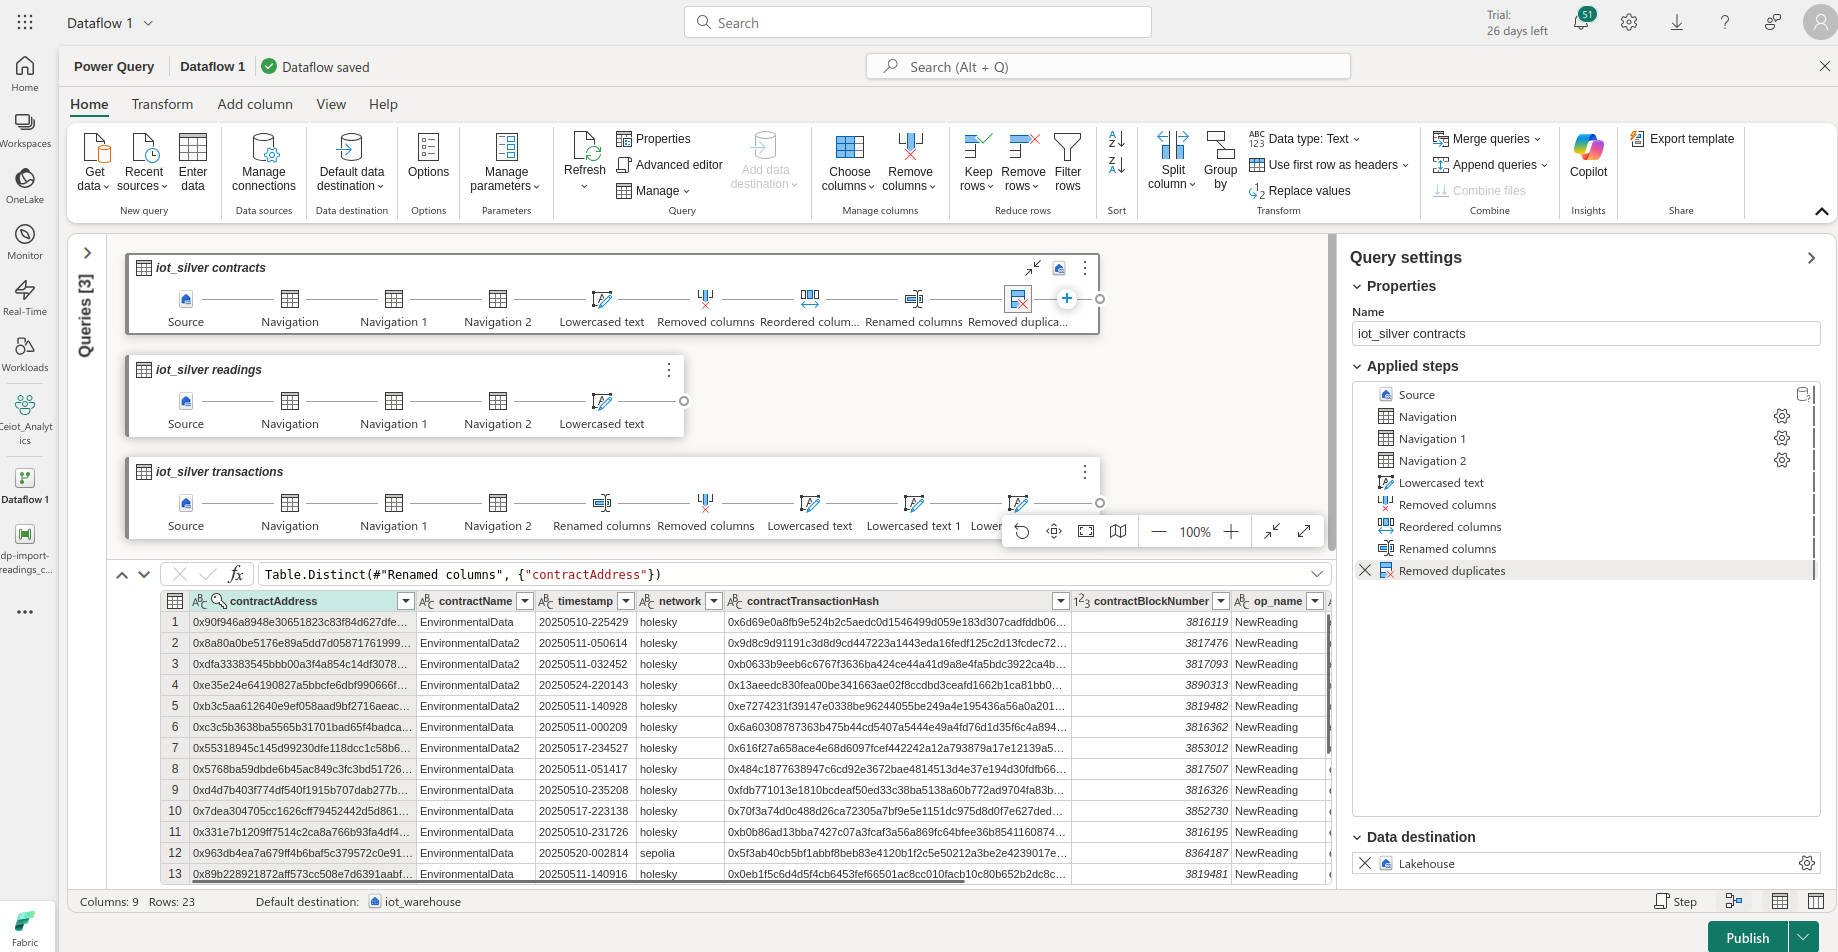 Dataflow 1
Search
Trial:
26 days left
51
Home
Workspaces
OneLake
Monitor
Real-Time
Workloads
Ceiot_Analyt
ics
Dataflow 1
dp-import-
readings_c...
Fabric
Power Query
Dataflow 1
Dataflow saved
Search (Alt + Q)
Home
Transform
Add column
View
Help
Get
data
Recent
sources
Enter
data
New query
Manage
connections
Data sources
Default data
destination
Data destination
Options
Options
Manage
parameters
Parameters
Refresh
Properties
Advanced editor
Manage
Add data
destination
Query
Choose
columns
Remove
columns
Manage columns
Keep
rows
Remove
rows
Filter
rows
Reduce rows
Sort
Split
column
Group
by
Data type: Text
Use first row as headers
Replace values
Transform
Merge queries
Append queries
Combine files
Combine
Copilot
Insights
Export template
Share
Queries [3]
iot_silver contracts
Source
Navigation
Navigation 1
Navigation 2
Lowercased text
Removed columns
Reordered colum...
Renamed columns
Removed duplica...
iot_silver readings
Source
Navigation
Navigation 1
Navigation 2
Lowercased text
iot_silver transactions
Source
Navigation
Navigation 1
Navigation 2
Renamed columns
Removed columns
Lowercased text
Lowercased text 1
Lower
100%
fx
Table.Distinct(#"Renamed columns", {"contractAddress"})
contractAddress contractName timestamp network contractTransactionHash contractBlockNumber op_name
1 0x90f946a8948e30651823c83f84d627dfe... EnvironmentalData 20250510-225429 holesky 0x6d69e0a8fb9e524b2c5aedc0d1546499d059e183d307cadfddb06... 3816119 NewReading
2 0x8a80a0be5176e89a5dd7d05871761999... EnvironmentalData2 20250511-050614 holesky 0x9d8c9d91191c3d8d9cd447223a1443eda16fedf125c2d13fcdec72... 3817476 NewReading
3 0xdfa33383545bbb00a3f4a854c14df3078... EnvironmentalData2 20250511-032452 holesky 0xb0633b9eeb6c6767f3636ba424ce44a41d9a8e4fa5bdc3922ca4b... 3817093 NewReading
4 0xe35e24e64190827a5bbcfe6dbf990666f... EnvironmentalData2 20250524-220143 holesky 0x13aeedc830fea00be341663ae02f8ccdbd3ceafd1662b1ca81bb0... 3890313 NewReading
5 0xb3c5aa612640e9ef058aad9bf2716aeac... EnvironmentalData2 20250511-140928 holesky 0xe7274231f39147e0338be96244055be249a4e195436a56a0a201... 3819482 NewReading
6 0xc3c5b3638ba5565b31701bad65f4badca... EnvironmentalData 20250511-000209 holesky 0x6a60308787363b475b44cd5407a5444e49a4fd76d1d35f6c4a894... 3816362 NewReading
7 0x55318945c145d99230dfe118dcc1c58b6... EnvironmentalData2 20250517-234527 holesky 0x616f27a658ace4e68d6097fcef442242a12a793879a17e12139a5... 3853012 NewReading
8 0x5768ba59dbde6b45ac849c3fc3bd51726... EnvironmentalData 20250511-051417 holesky 0x484c1877638947c6cd92e3672bae4814513d4e37e194d30fdfb66... 3817507 NewReading
9 0xd4d7b403f774df540f1915b707dab277b... EnvironmentalData 20250510-235208 holesky 0xfdb771013e1810bcdeaf50ed33c38ba5138a60b772ad9704fa83b... 3816326 NewReading
10 0x7dea304705cc1626cff79452442d5d861... EnvironmentalData 20250517-223138 holesky 0x70f3a74d0c488d26ca72305a7bf9e5e1151dc975d8d0f7e627ded... 3852730 NewReading
11 0x331e7b1209ff7514c2ca8a766b93fa4df4... EnvironmentalData 20250510-231726 holesky 0xb0b86ad13bba7427c07a3fcaf3a56a869fc64bfee36b8541160874... 3816195 NewReading
12 0x963db4ea7a679ff4b6baf5c379572c0e91... EnvironmentalData 20250520-002814 sepolia 0x5f3ab40cb5bf1abbf8beb83e4120b1f2c5e50212a3be2e4239017e... 8364187 NewReading
13 0x89b228921872aff573cc508e7d6391aabf... EnvironmentalData 20250511-140916 holesky 0x0eb1f5c6d4d5f4cb6453fef66501ac8cc010facb10c80b652b2dc8c... 3819481 NewReading
Columns: 9 Rows: 23
Default destination: iot_warehouse
Step
Query settings
Properties
Name
iot_silver contracts
Applied steps
Source
Navigation
Navigation 1
Navigation 2
Lowercased text
Removed columns
Reordered columns
Renamed columns
Removed duplicates
Data destination
Lakehouse
Publish